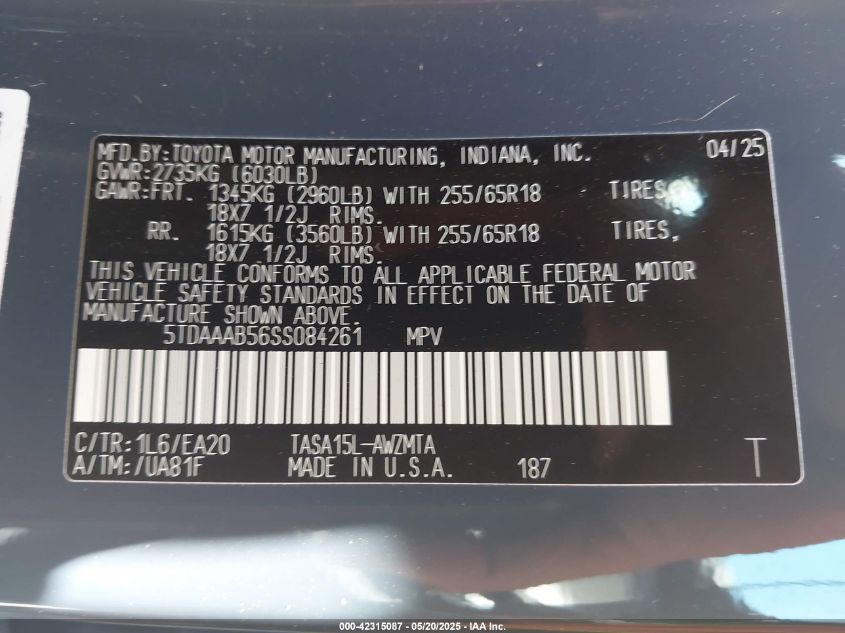 MFD.BY:TOYOTA MOTOR MANUFACTURING, INDIANA, INC. 04/25
GVWR:2735KG (6030LB)
GAWR:FRT. 1345KG (2960LB) WITH 255/65R18 TIRES,
18X7 1/2J RIMS.
RR. 1615KG (3560LB) WITH 255/65R18 TIRES,
18X7 1/2J RIMS.
THIS VEHICLE CONFORMS TO ALL APPLICABLE FEDERAL MOTOR
VEHICLE SAFETY STANDARDS IN EFFECT ON THE DATE OF
MANUFACTURE SHOWN ABOVE.
5TDAAAB56SS084261 MPV
C/TR:1L6/EA20 TASA15L-AWZMTA
A/TM:/UA81F MADE IN U.S.A. 187 T
000-42315087 - 05/20/2025 - IAA Inc.